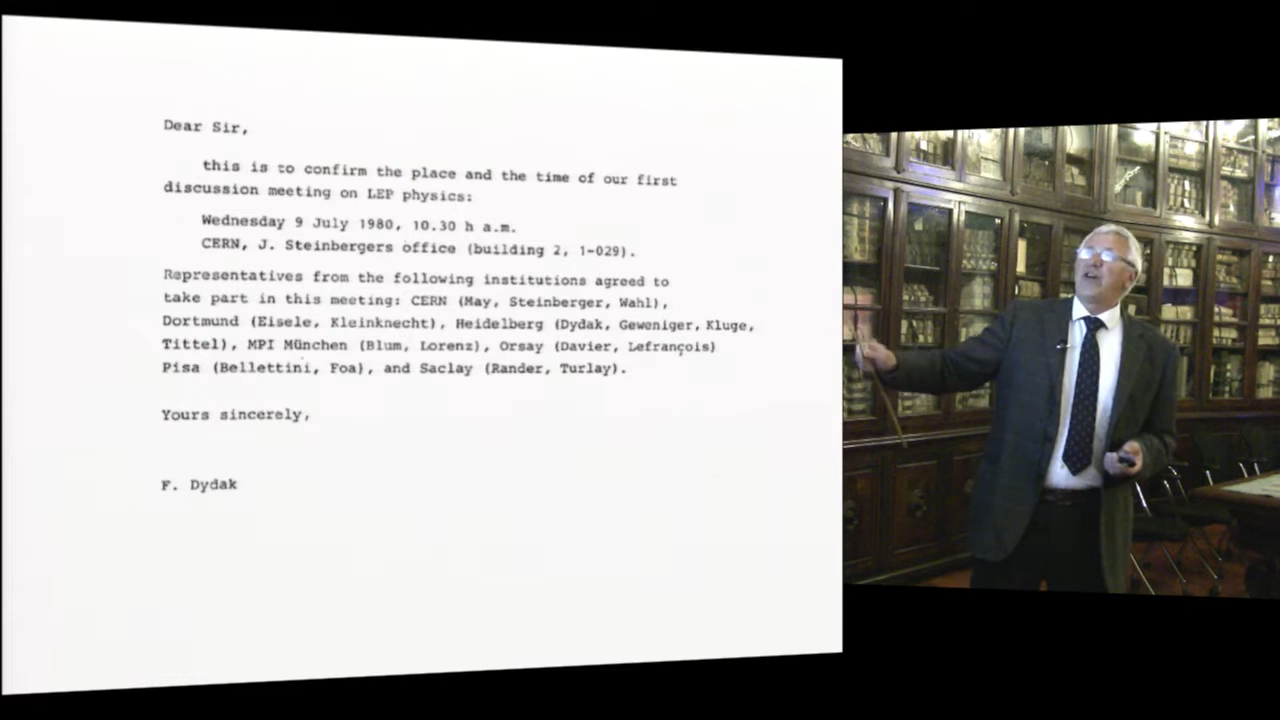 Dear Sir,
this is to confirm the place and the time of our first
discussion meeting on LEP physics:
Wednesday 9 July 1980, 10.30 h a.m.
CERN, J. Steinbergers office (building 2, 1-029).
Representatives from the following institutions agreed to
take part in this meeting: CERN (May, Steinberger, Wahl),
Dortmund (Eisele, Kleinknecht), Heidelberg (Dydak, Geweniger, Kluge,
Tittel), MPI München (Blum, Lorenz), Orsay (Davier, Lefrançois)
Pisa (Bellettini, Foa), and Saclay (Rander, Turlay).
Yours sincerely,
F. Dydak